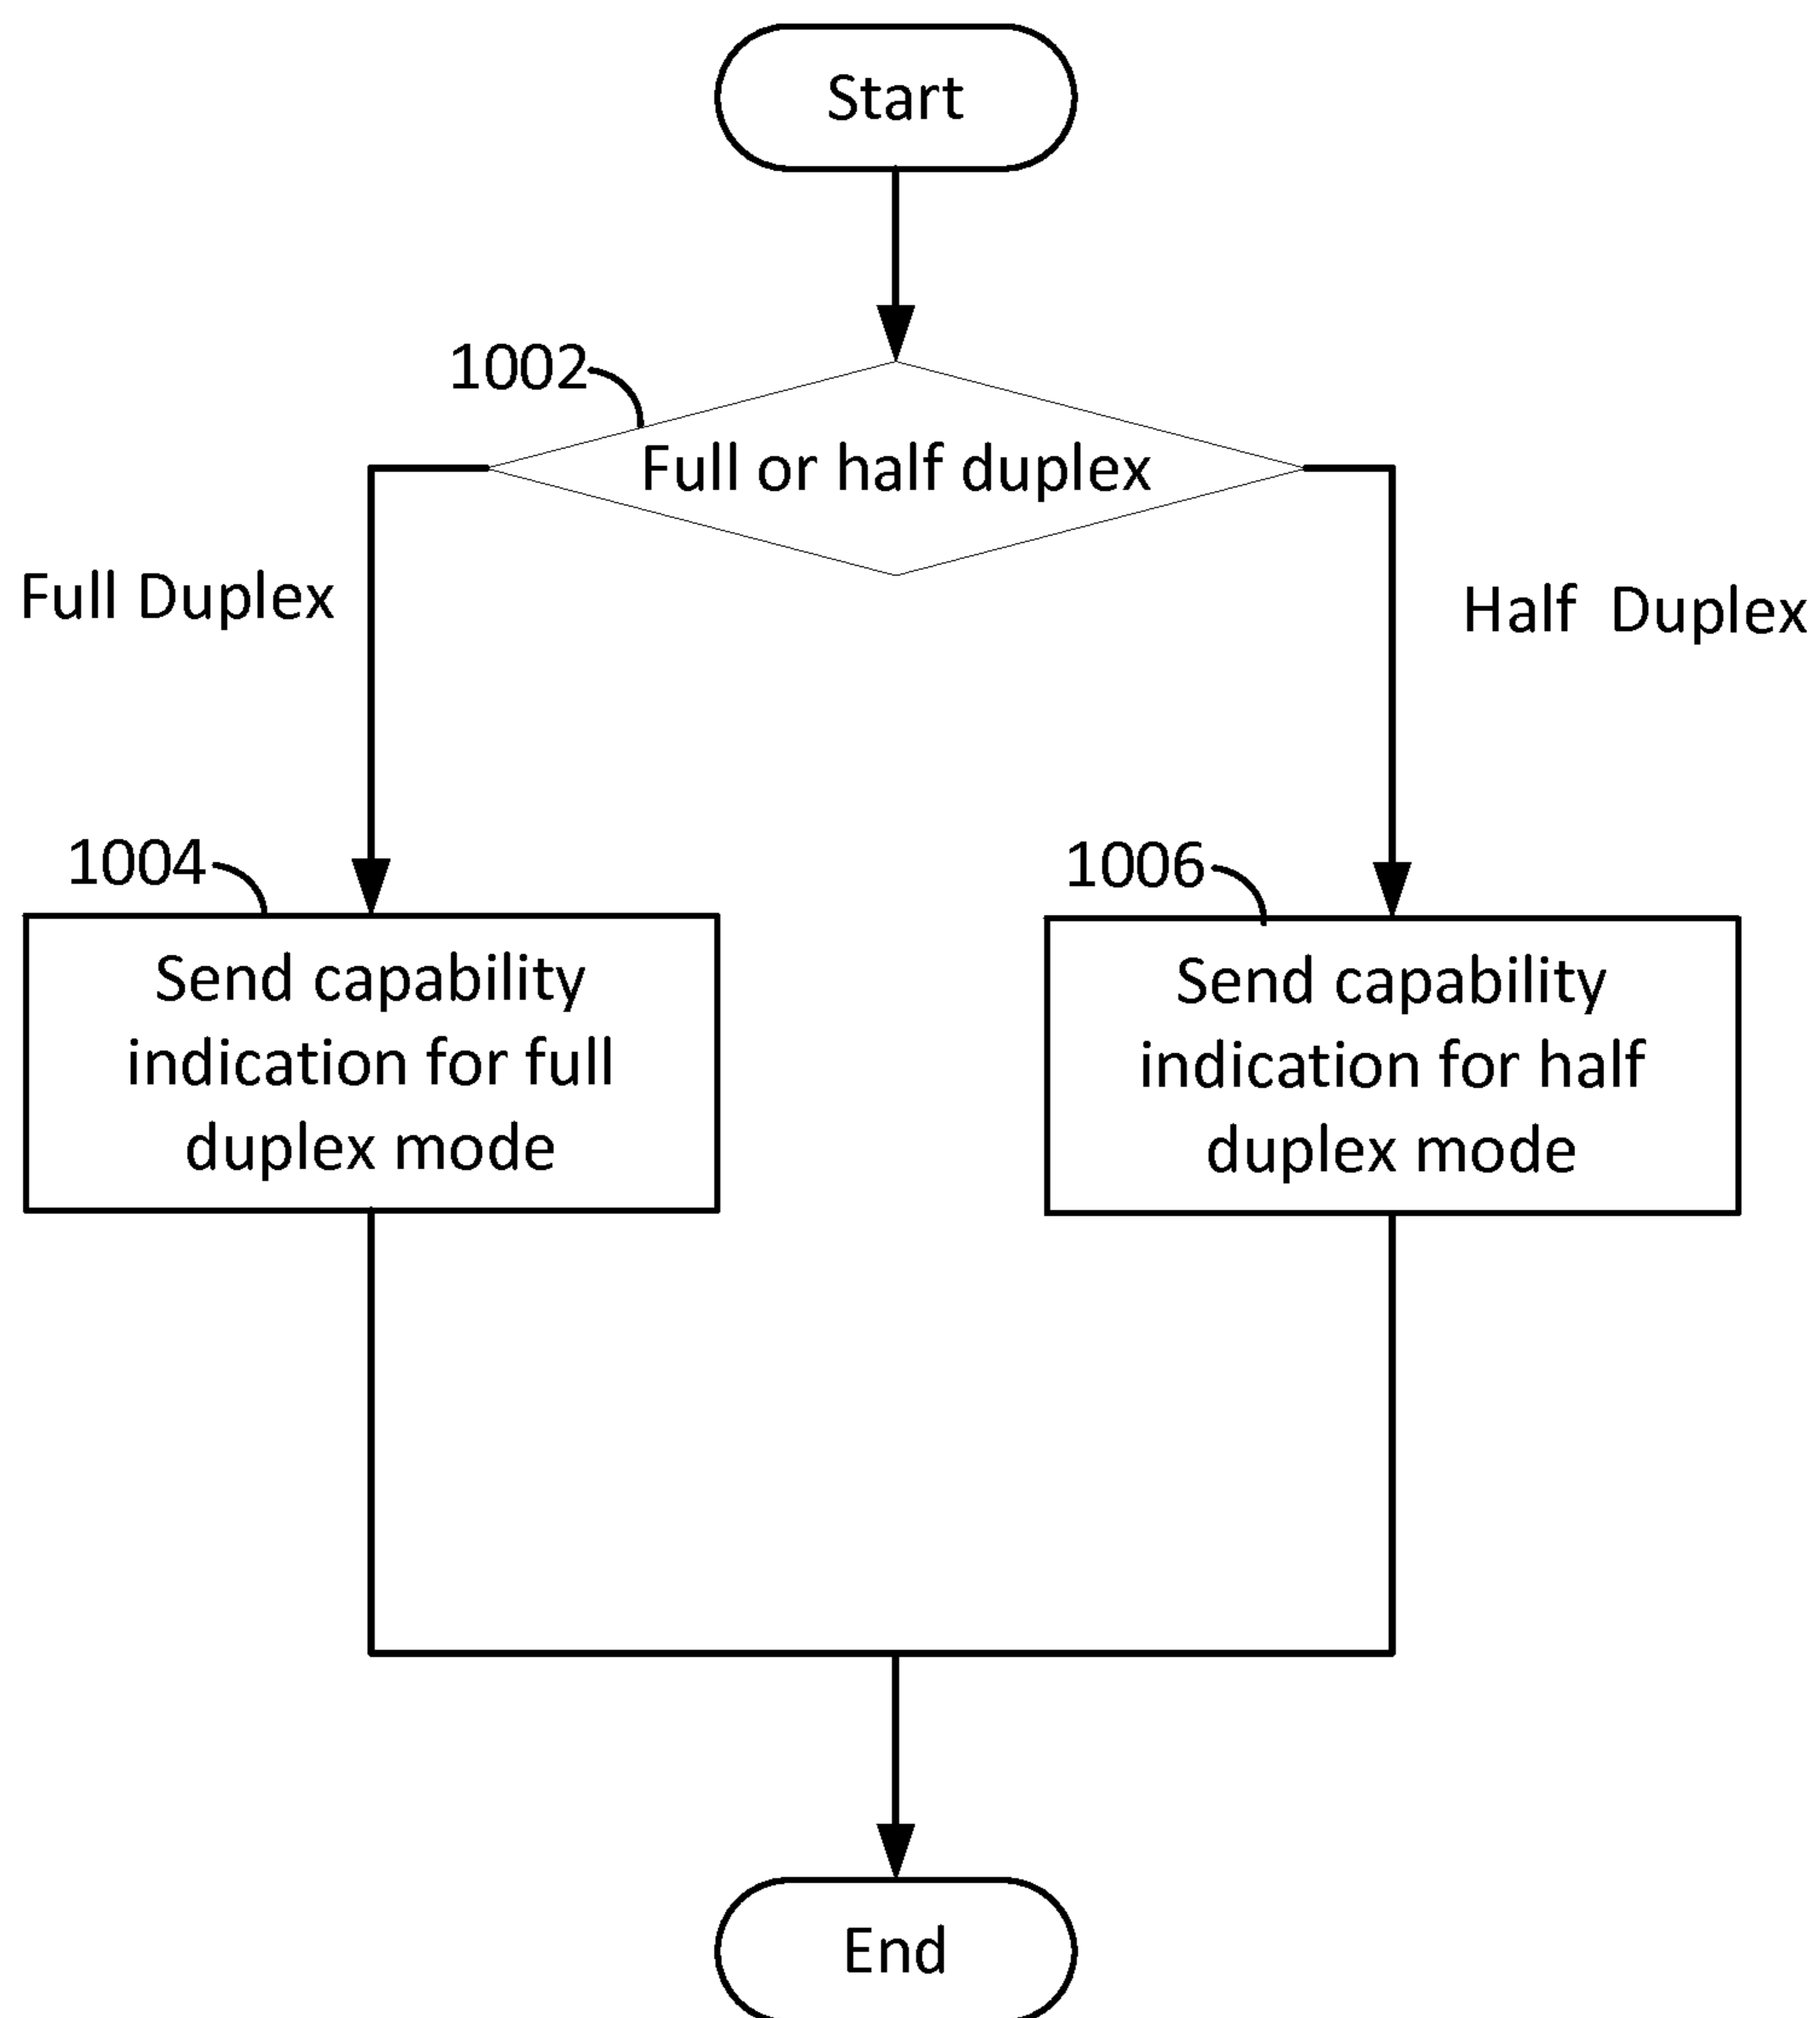 Start
1002
Full or half duplex
Full Duplex
Half Duplex
1004
1006
Send capability
indication for full
duplex mode
Send capability
indication for half
duplex mode
End